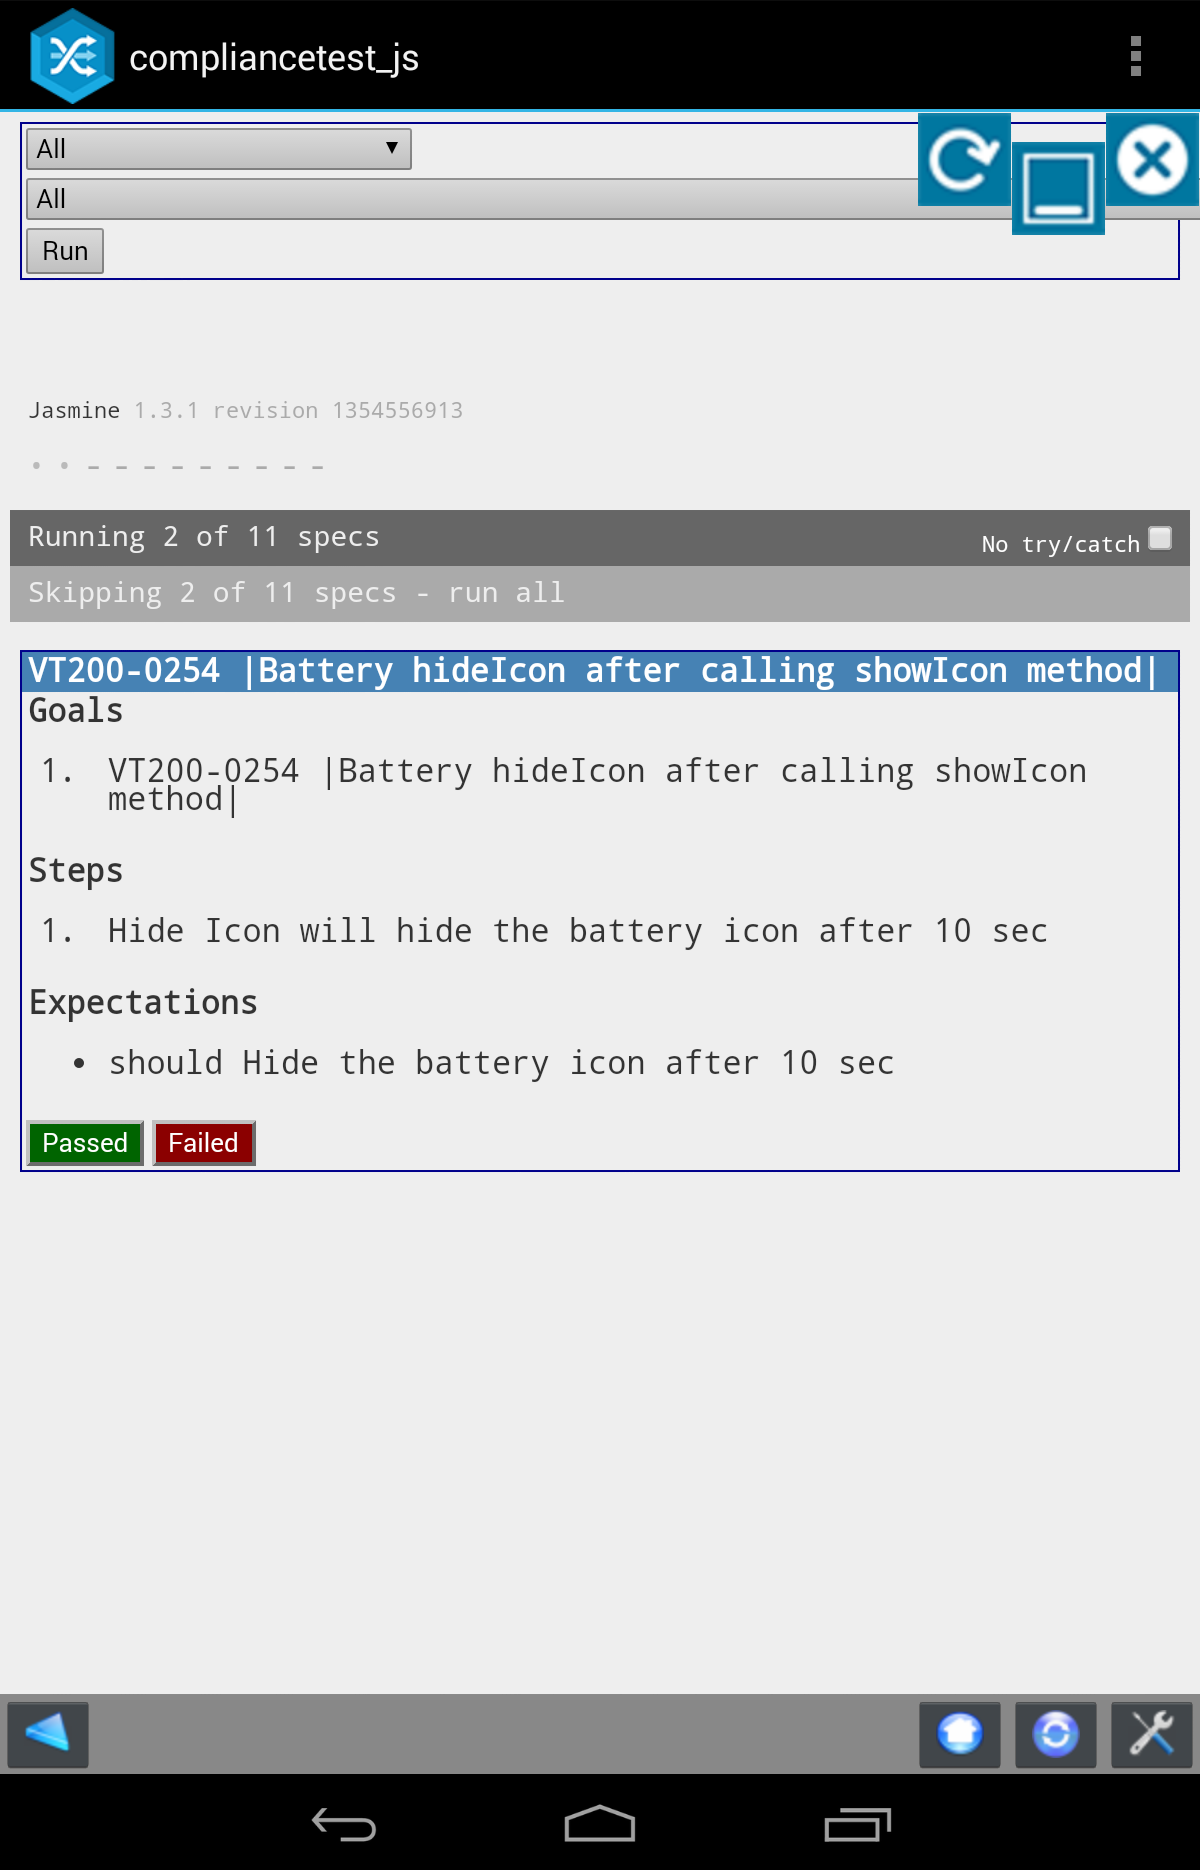 compliancetest_js
All
All
Run
Jasmine 1.3.1 revision 1354556913
Running 2 of 11 specs
No try/catch
Skipping 2 of 11 specs - run all
VT200-0254 |Battery hideIcon after calling showIcon method|
Goals
1. VT200-0254 |Battery hideIcon after calling showIcon
method|
Steps
1. Hide Icon will hide the battery icon after 10 sec
Expectations
• should Hide the battery icon after 10 sec
Passed Failed